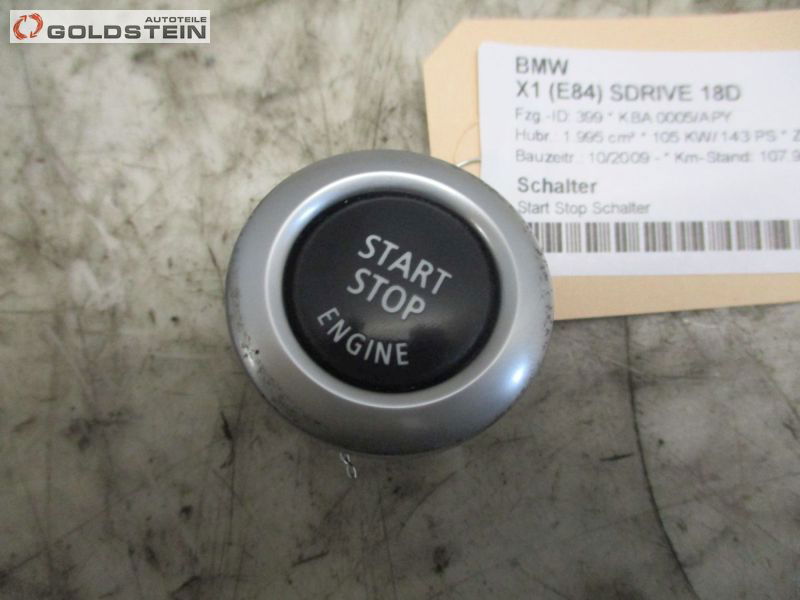 AUTOTEILE
GOLDSTEIN
BMW
X1 (E84) SDRIVE 18D
Fzg.-ID: 399 * KBA 0005/APY
Hubr.: 1.995 cm³ * 105 KW/ 143 PS * Z
Bauzeitr.: 10/2009 - * Km-Stand: 107.9
Schalter
Start Stop Schalter
START
STOP
ENGINE